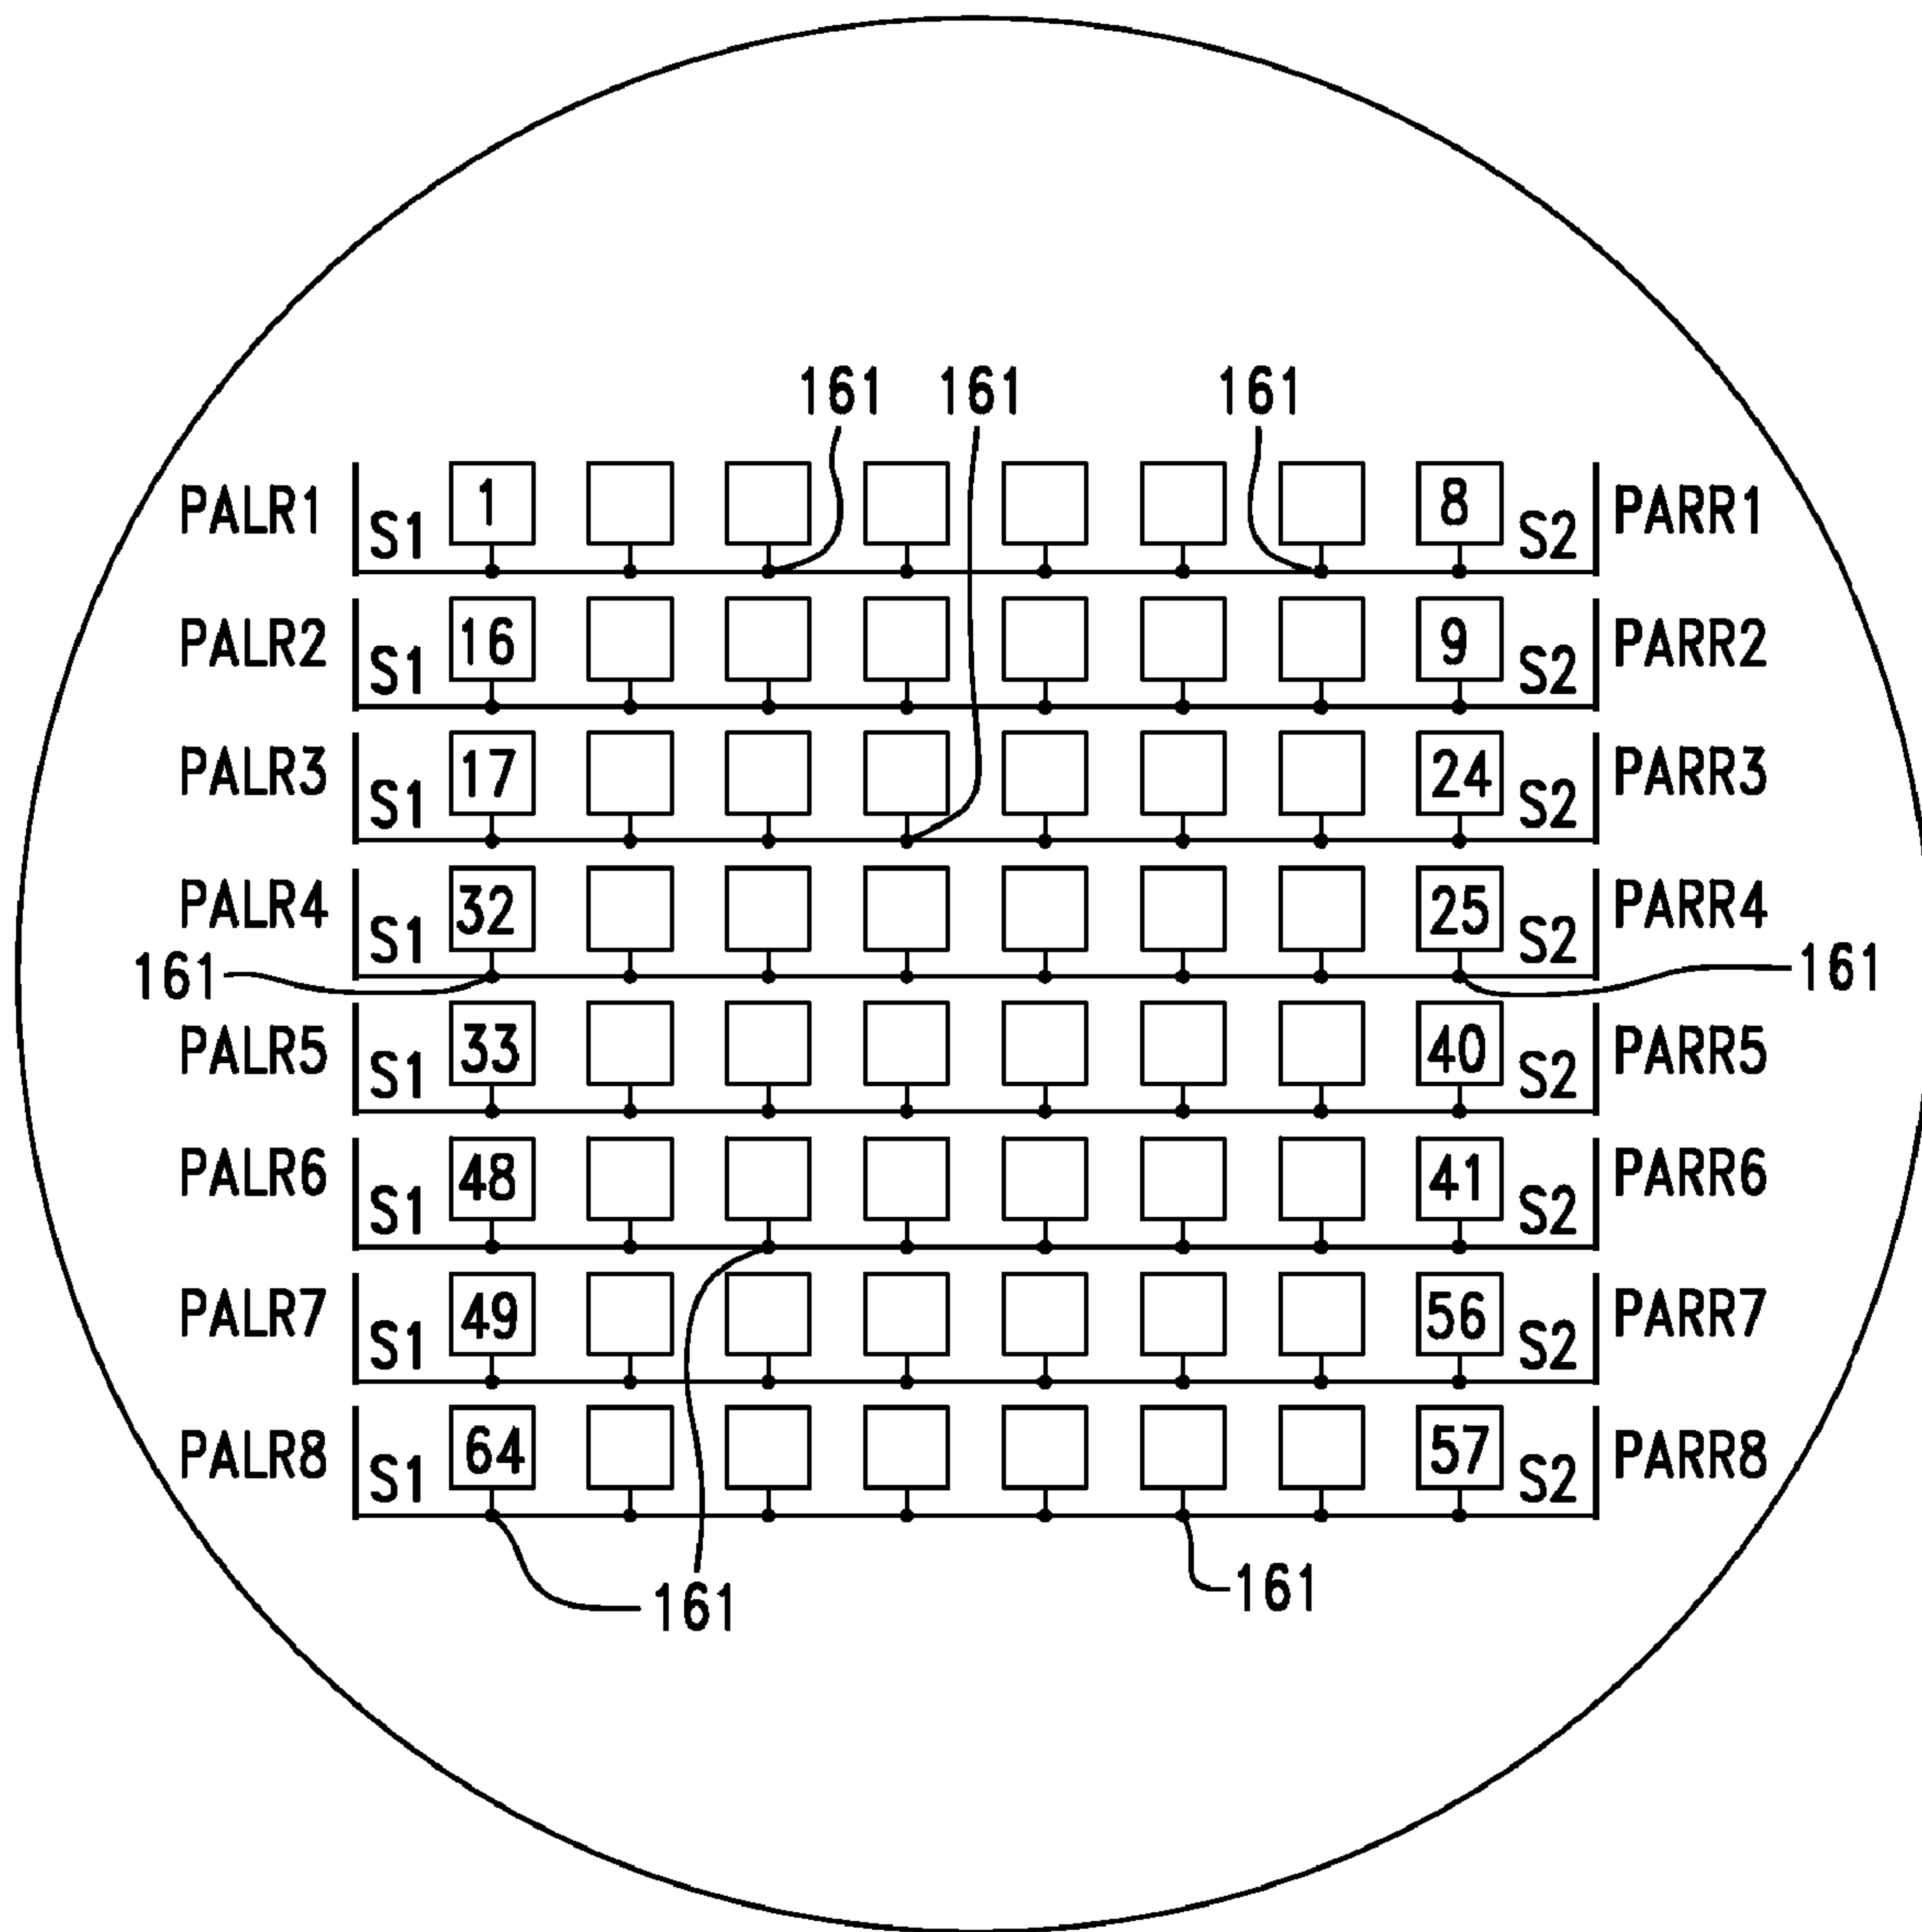 161 161 161
PALR1 S1 1 8 S2 PARR1
PALR2 S1 16 9 S2 PARR2
PALR3 S1 17 24 S2 PARR3
PALR4 S1 32 25 S2 PARR4
161 161
PALR5 S1 33 40 S2 PARR5
PALR6 S1 48 41 S2 PARR6
PALR7 S1 49 56 S2 PARR7
PALR8 S1 64 57 S2 PARR8
161 161